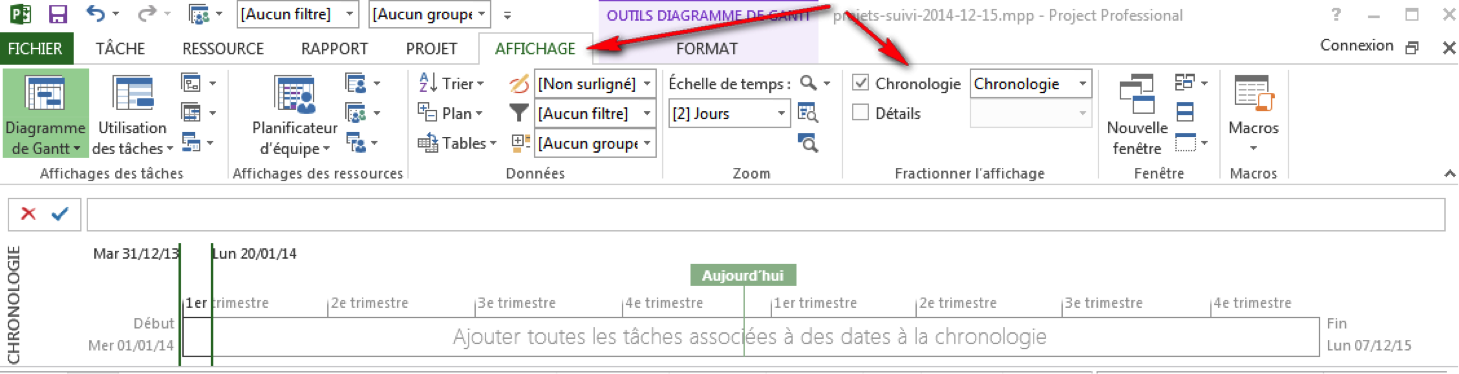 [Aucun filtre] [Aucun groupe OUTILS DIAGRAMME DE GANTT projets-suivi-2014-12-15.mpp - Project Professional ?
FICHIER TÂCHE RESSOURCE RAPPORT PROJET AFFICHAGE FORMAT Connexion
Diagramme de Gantt
Utilisation des tâches
Affichages des tâches
Planificateur d'équipe
Affichages des ressources
Trier [Non surligné]
Plan [Aucun filtre]
Tables [Aucun groupe
Données
Échelle de temps :
[2] Jours
Zoom
Chronologie Chronologie
Détails
Fractionner l'affichage
Nouvelle fenêtre
Fenêtre
Macros
Macros
CHRONOLOGIE
Mar 31/12/13 Lun 20/01/14
Aujourd'hui
1er trimestre 2e trimestre 3e trimestre 4e trimestre 1er trimestre 2e trimestre 3e trimestre 4e trimestre
Début
Mer 01/01/14
Ajouter toutes les tâches associées à des dates à la chronologie
Fin
Lun 07/12/15